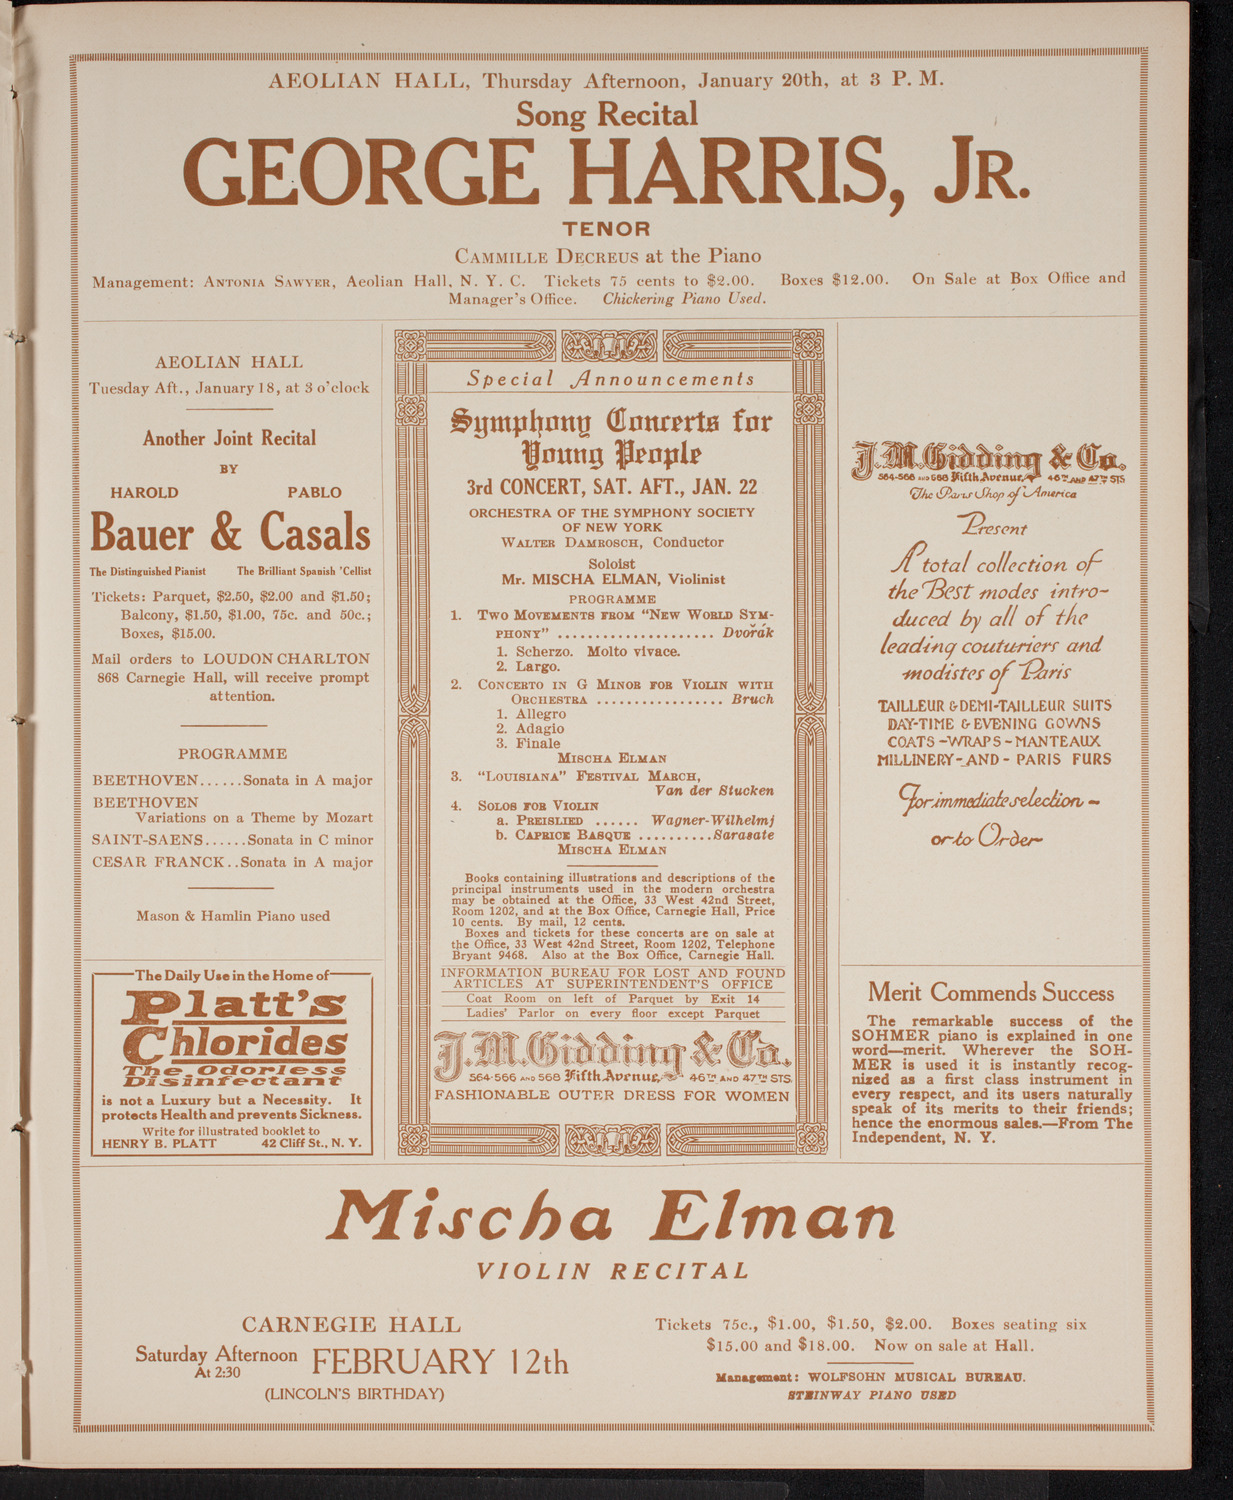 AEOLIAN HALL, Thursday Afternoon, January 20th, at 3 P. M.
Song Recital
GEORGE HARRIS, JR.
TENOR
CAMMILLE DECREUS at the Piano
Management: ANTONIA SAWYER, Aeolian Hall, N. Y. C. Tickets 75 cents to $2.00. Boxes $12.00. On Sale at Box Office and
Manager's Office. Chickering Piano Used.
AEOLIAN HALL
Tuesday Aft., January 18, at 3 o'clock
Another Joint Recital
BY
HAROLD PABLO
Bauer & Casals
The Distinguished Pianist The Brilliant Spanish 'Cellist
Tickets: Parquet, $2.50, $2.00 and $1.50;
Balcony, $1.50, $1.00, 75c. and 50c.;
Boxes, $15.00.
Mail orders to LOUDON CHARLTON
868 Carnegie Hall, will receive prompt
attention.
PROGRAMME
BEETHOVEN......Sonata in A major
BEETHOVEN
Variations on a Theme by Mozart
SAINT-SAENS......Sonata in C minor
CESAR FRANCK..Sonata in A major
Mason & Hamlin Piano used
The Daily Use in the Home of
Platt's
Chlorides
The Odorless
Disinfectant
is not a Luxury but a Necessity. It
protects Health and prevents Sickness.
Write for illustrated booklet to
HENRY B. PLATT 42 Cliff St., N. Y.
Special Announcements
Symphony Concerts for
Young People
3rd CONCERT, SAT. AFT., JAN. 22
ORCHESTRA OF THE SYMPHONY SOCIETY
OF NEW YORK
WALTER DAMROSCH, Conductor
Soloist
Mr. MISCHA ELMAN, Violinist
PROGRAMME
1. TWO MOVEMENTS FROM "NEW WORLD SYM-
PHONY" ..................... Dvořák
1. Scherzo. Molto vivace.
2. Largo.
2. CONCERTO IN G MINOR FOR VIOLIN WITH
ORCHESTRA ................. Bruch
1. Allegro
2. Adagio
3. Finale
MISCHA ELMAN
3. "LOUISIANA" FESTIVAL MARCH,
Van der Stucken
4. SOLOS FOR VIOLIN
a. PREISLIED ...... Wagner-Wilhelmj
b. CAPRICE BASQUE ..........Sarasate
MISCHA ELMAN
Books containing illustrations and descriptions of the
principal instruments used in the modern orchestra
may be obtained at the Office, 33 West 42nd Street,
Room 1202, and at the Box Office, Carnegie Hall, Price
10 cents. By mail, 12 cents.
Boxes and tickets for these concerts are on sale at
the Office, 33 West 42nd Street, Room 1202, Telephone
Bryant 9468. Also at the Box Office, Carnegie Hall.
INFORMATION BUREAU FOR LOST AND FOUND
ARTICLES AT SUPERINTENDENT'S OFFICE
Coat Room on left of Parquet by Exit 14
Ladies' Parlor on every floor except Parquet
J.M. Gidding & Co.
564-566 AND 568 Fifth Avenue, 46TH AND 47TH STS.
FASHIONABLE OUTER DRESS FOR WOMEN
J.M. Gidding & Co.
564-566 AND 568 Fifth Avenue, 46TH AND 47TH STS
The Paris Shop of America
Present
A total collection of
the Best modes intro-
duced by all of the
leading couturiers and
modistes of Paris
TAILLEUR & DEMI-TAILLEUR SUITS
DAY-TIME & EVENING GOWNS
COATS - WRAPS - MANTEAUX
MILLINERY - AND - PARIS FURS
For immediate selection -
or to Order
Merit Commends Success
The remarkable success of the
SOHMER piano is explained in one
word—merit. Wherever the SOH-
MER is used it is instantly recog-
nized as a first class instrument in
every respect, and its users naturally
speak of its merits to their friends;
hence the enormous sales.—From The
Independent, N. Y.
Mischa Elman
VIOLIN RECITAL
CARNEGIE HALL
Saturday Afternoon
At 2:30
FEBRUARY 12th
(LINCOLN'S BIRTHDAY)
Tickets 75c., $1.00, $1.50, $2.00. Boxes seating six
$15.00 and $18.00. Now on sale at Hall.
Management: WOLFSOHN MUSICAL BUREAU.
STEINWAY PIANO USED